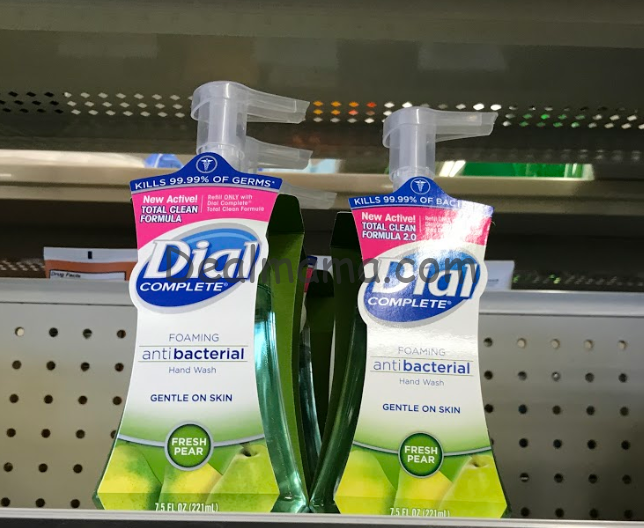 KILLS 99.99% OF GERMS*
New Active!
TOTAL CLEAN
FORMULA
Refill ONLY with
Dial Complete®
Total Clean Formula
Dial
COMPLETE®
FOAMING
antibacterial
Hand Wash
GENTLE ON SKIN
FRESH
PEAR
7.5 FL OZ (221mL)
KILLS 99.99% OF BACT
New Active!
TOTAL CLEAN
FORMULA 2.0
Dial
COMPLETE®
FOAMING
antibacterial
Hand Wash
GENTLE ON SKIN
FRESH
PEAR
7.5 FL OZ (221mL)
Drug Facts
Dealmama.com